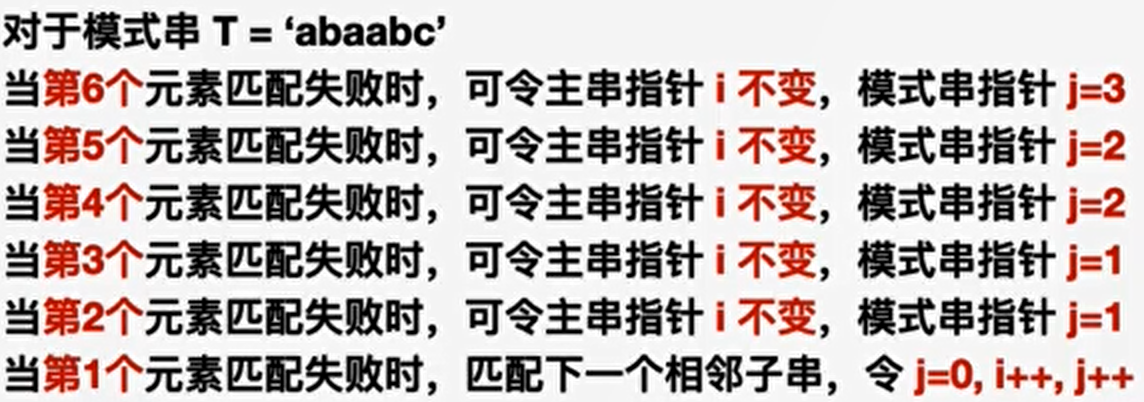 对于模式串 T = ‘abaabc’
当第6个元素匹配失败时，可令主串指针 i 不变，模式串指针 j=3
当第5个元素匹配失败时，可令主串指针 i 不变，模式串指针 j=2
当第4个元素匹配失败时，可令主串指针 i 不变，模式串指针 j=2
当第3个元素匹配失败时，可令主串指针 i 不变，模式串指针 j=1
当第2个元素匹配失败时，可令主串指针 i 不变，模式串指针 j=1
当第1个元素匹配失败时，匹配下一个相邻子串，令 j=0, i++, j++